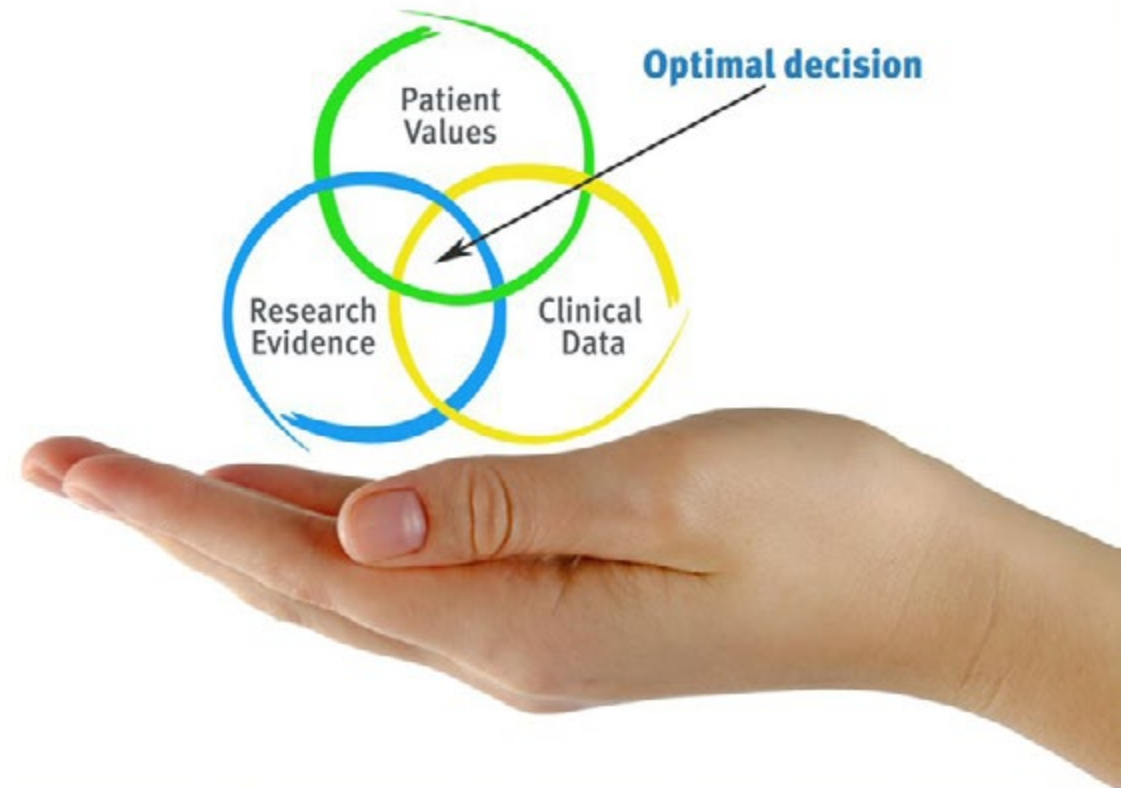 Optimal decision
Patient
Values
Research
Evidence
Clinical
Data